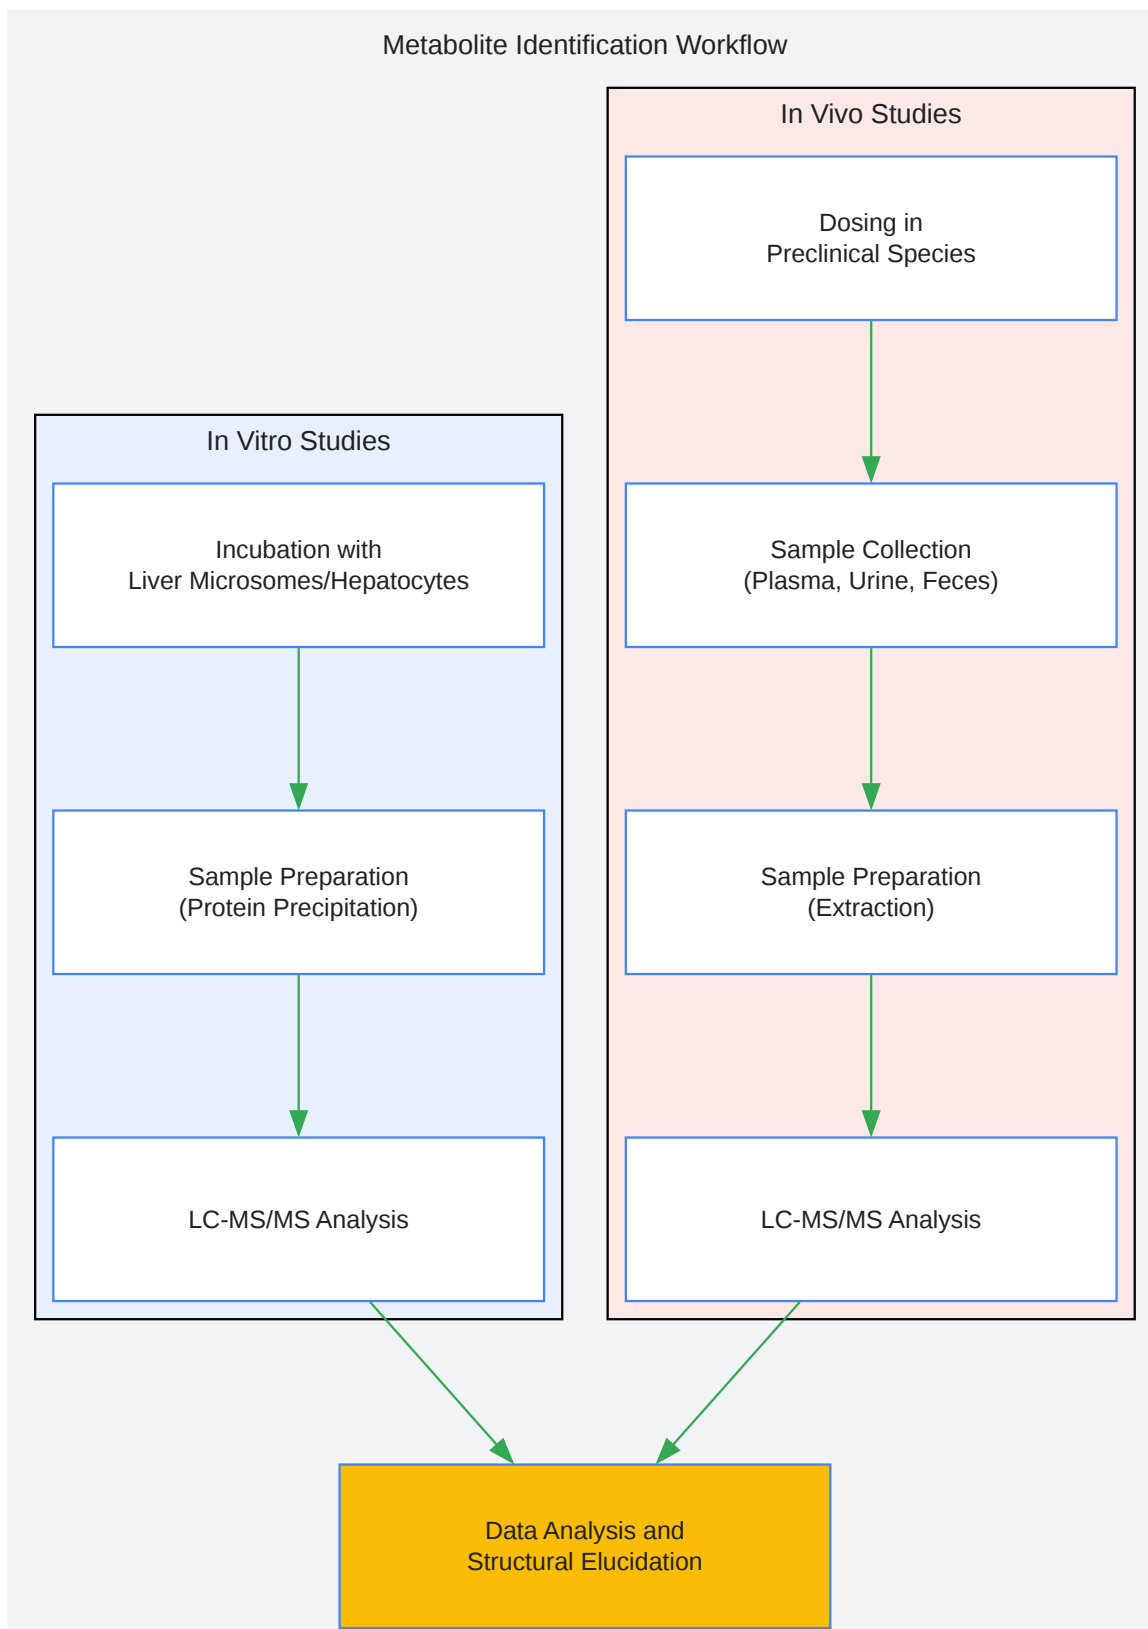 Metabolite Identification Workflow
In Vivo Studies
Dosing in
Preclinical Species
Sample Collection
(Plasma, Urine, Feces)
Sample Preparation
(Extraction)
LC-MS/MS Analysis
In Vitro Studies
Incubation with
Liver Microsomes/Hepatocytes
Sample Preparation
(Protein Precipitation)
LC-MS/MS Analysis
Data Analysis and
Structural Elucidation